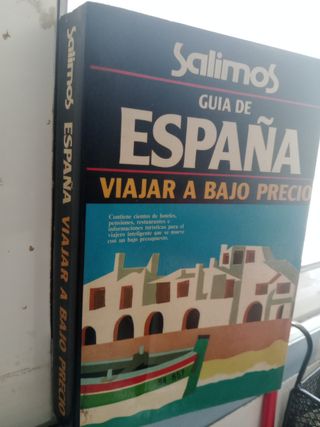 Salimos
GUIA DE
ESPAÑA
VIAJAR A BAJO PRECIO
Contiene cientos de hoteles,
pensiones, restaurantes e
informaciones turísticas para el
viajero inteligente que se mueve
con un bajo presupuesto.
Salimos ESPAÑA VIAJAR A BAJO PRECIO